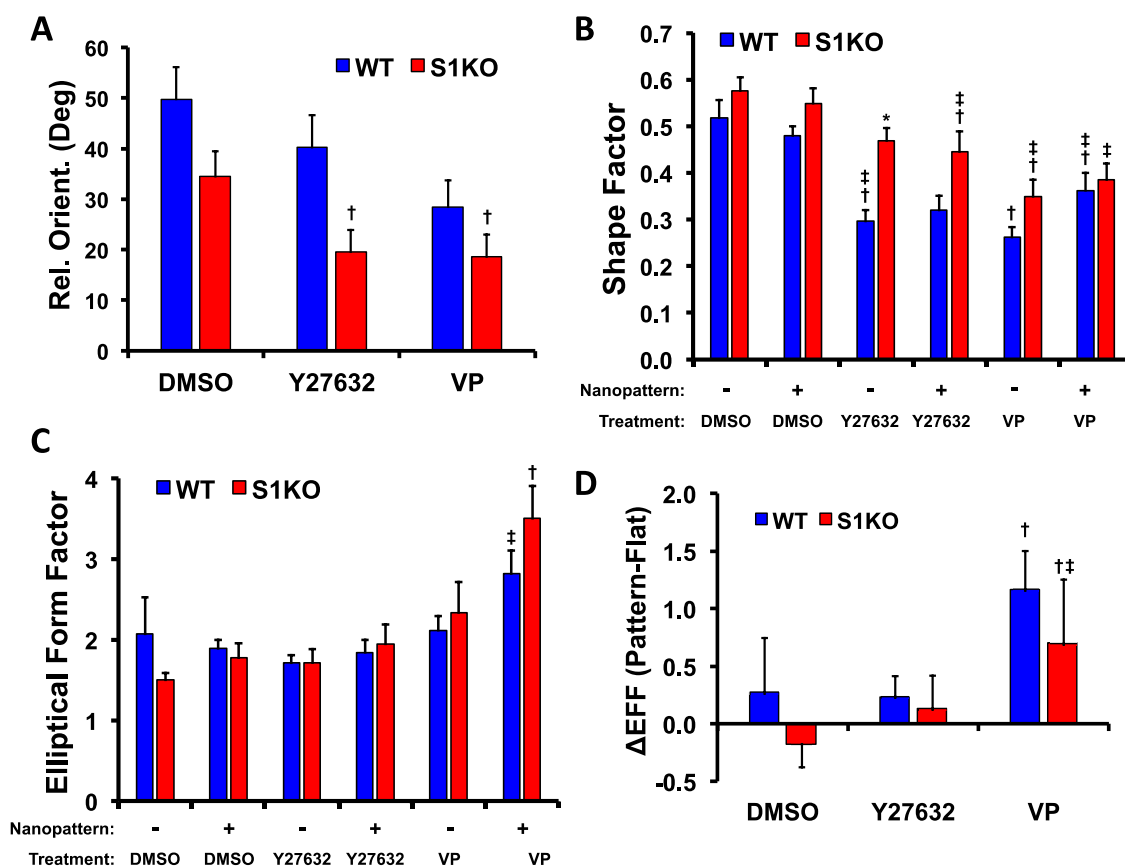 A
Rel. Orient. (Deg)
60
50
40
30
20
10
0
WT S1KO
† †
DMSO Y27632 VP
B
Shape Factor
WT S1KO
0.7
0.6
0.5
0.4
0.3
0.2
0.1
0.0
‡ † * ‡ † † ‡ † ‡ † ‡
Nanopattern: - + - + - +
Treatment: DMSO DMSO Y27632 Y27632 VP VP
C
Elliptical Form Factor
4
3
2
1
0
WT S1KO
‡ †
Nanopattern: - + - + - +
Treatment: DMSO DMSO Y27632 Y27632 VP VP
D
ΔEFF (Pattern-Flat)
2.0
1.5
1.0
0.5
0.0
-0.5
WT S1KO
† †‡
DMSO Y27632 VP